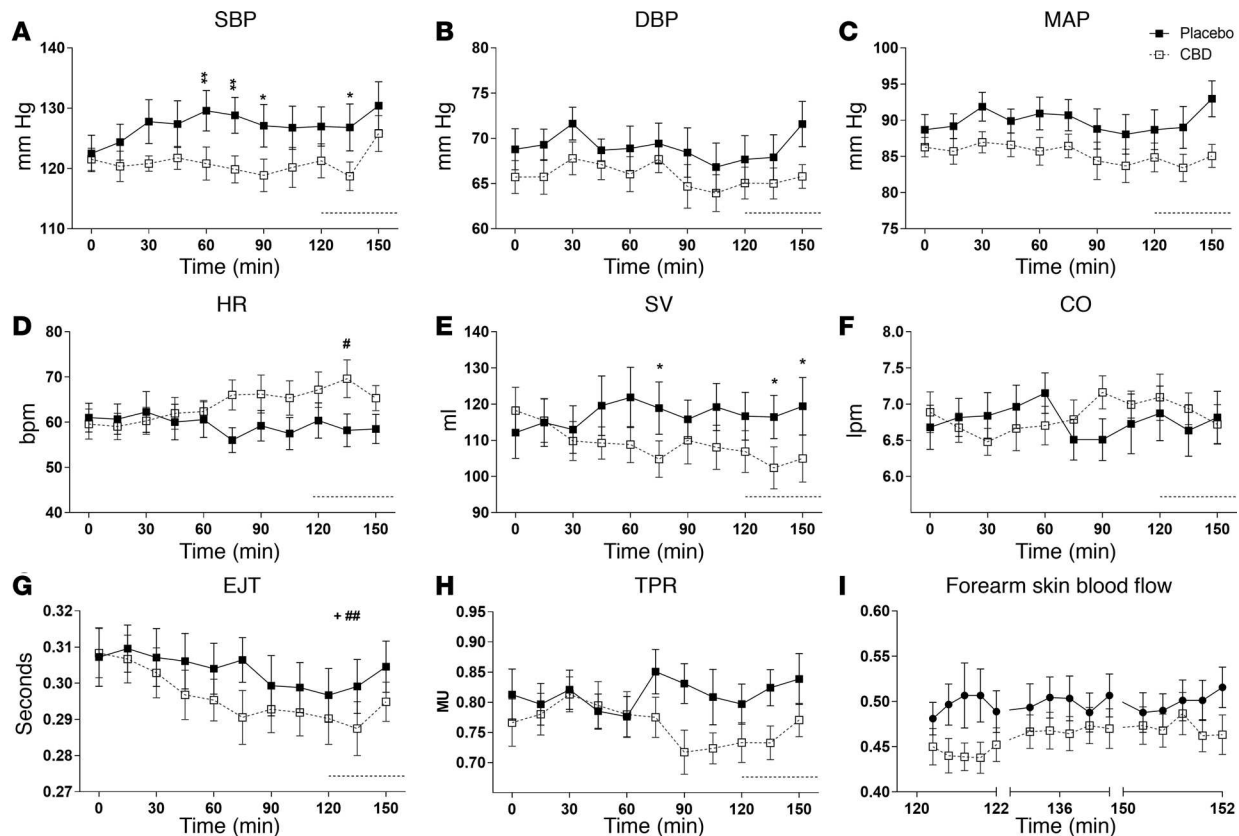 A SBP
mm Hg
140
130
120
110
** ** * *
0 30 60 90 120 150
Time (min)
B DBP
mm Hg
80
75
70
65
60
0 30 60 90 120 150
Time (min)
C MAP
Placebo
CBD
mm Hg
100
95
90
85
80
75
0 30 60 90 120 150
Time (min)
D HR
bpm
80
70
60
50
40
#
0 30 60 90 120 150
Time (min)
E SV
ml
140
130
120
110
100
90
* * *
0 30 60 90 120 150
Time (min)
F CO
lpm
8.0
7.5
7.0
6.5
6.0
0 30 60 90 120 150
Time (min)
G EJT
Seconds
0.32
0.31
0.30
0.29
0.28
0.27
+ ##
0 30 60 90 120 150
Time (min)
H TPR
MU
0.95
0.90
0.85
0.80
0.75
0.70
0 30 60 90 120 150
Time (min)
I Forearm skin blood flow
0.60
0.55
0.50
0.45
0.40
120 122 136 150 152
Time (min)